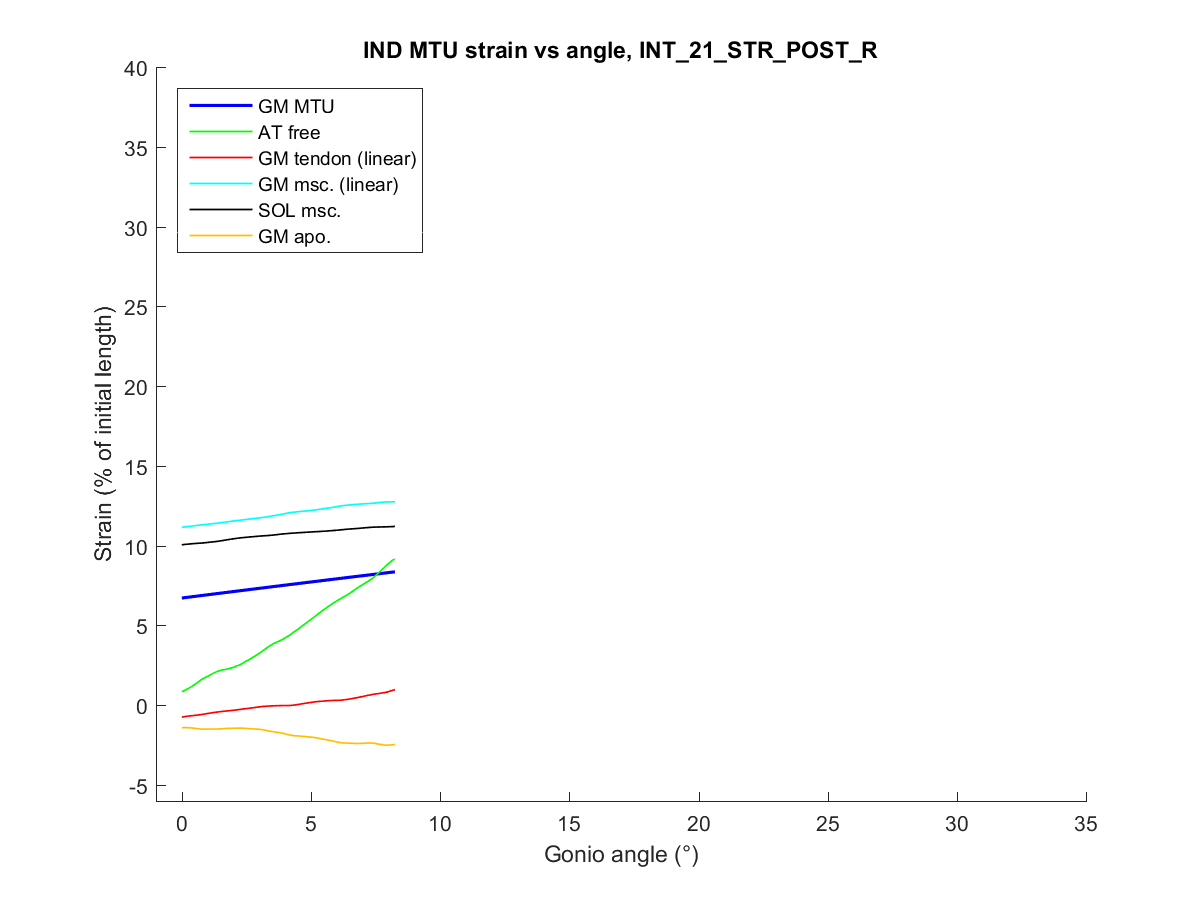 IND MTU strain vs angle, INT_21_STR_POST_R
40
35
30
25
20
15
10
5
0
-5
Strain (% of initial length)
GM MTU
AT free
GM tendon (linear)
GM msc. (linear)
SOL msc.
GM apo.
0 5 10 15 20 25 30 35
Gonio angle (°)